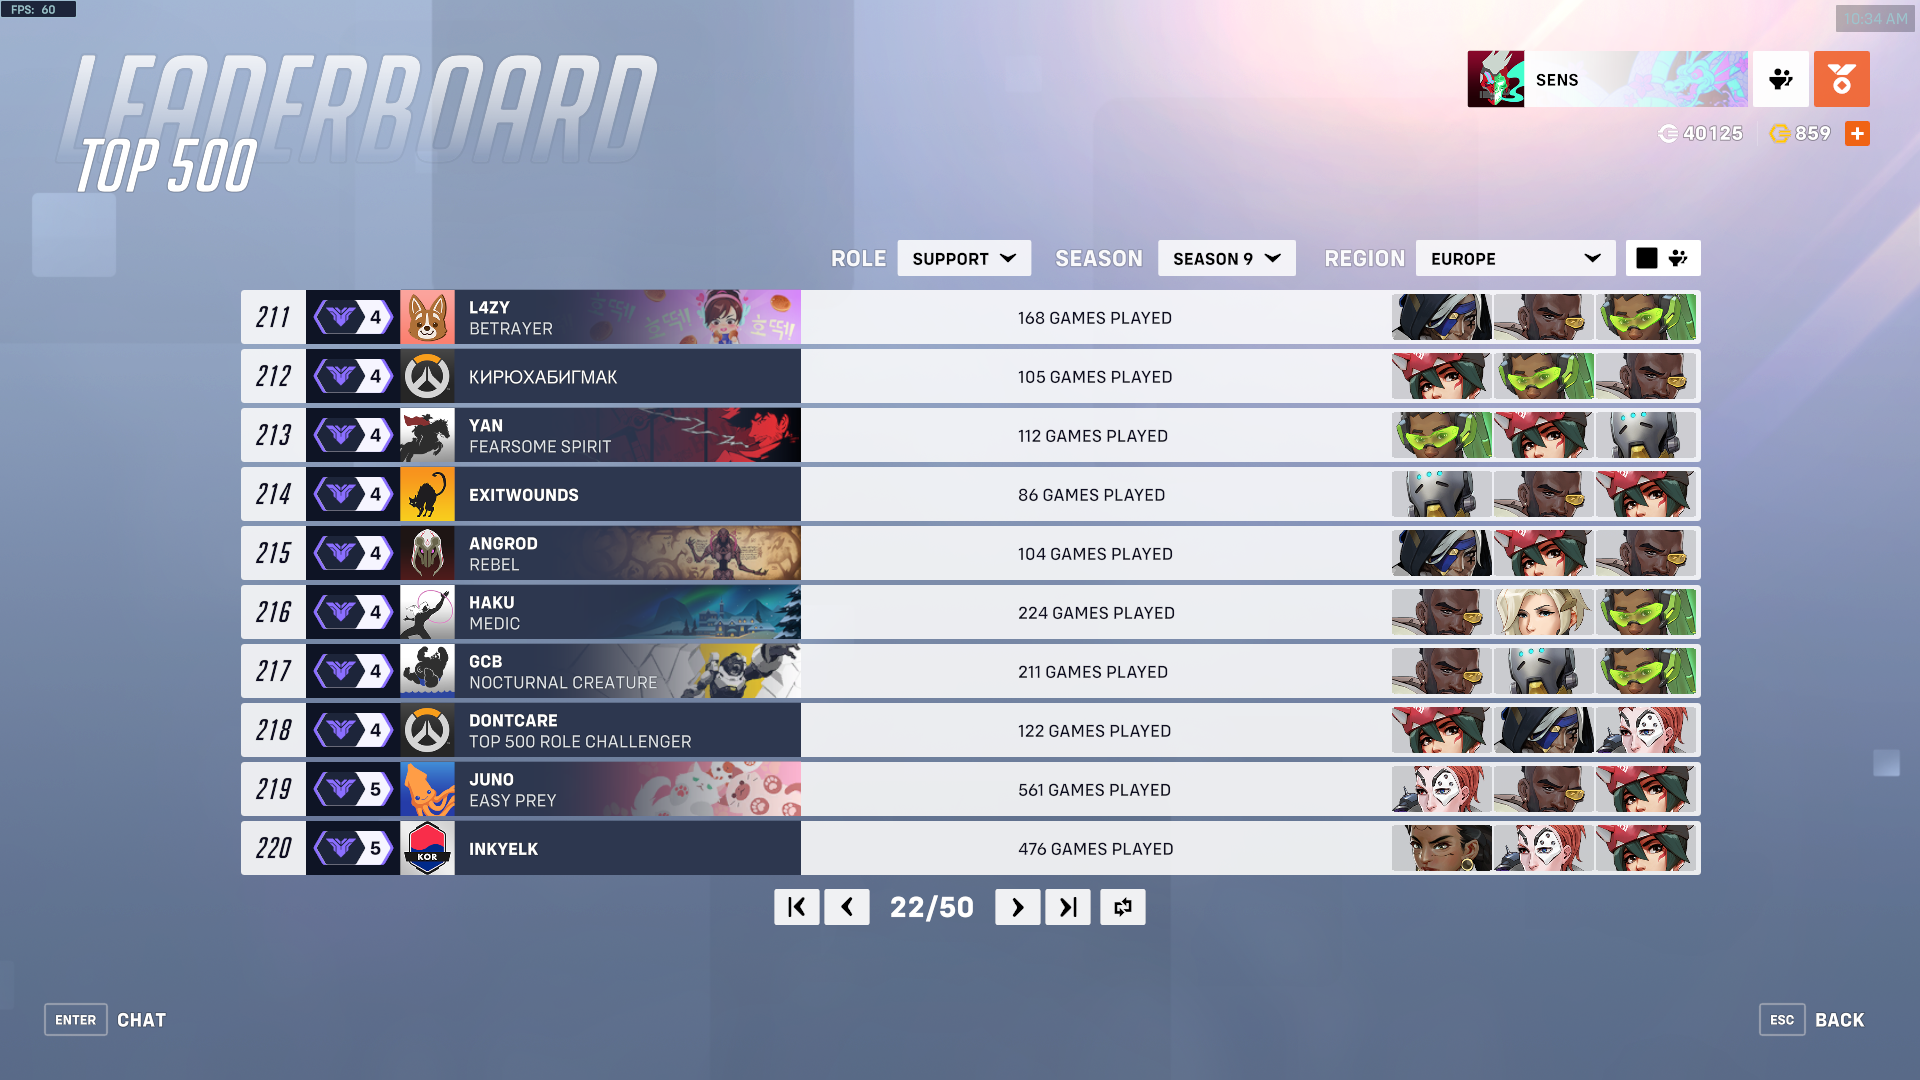 FPS: 60
10:34 AM
LEADERBOARD
TOP 500
SENS
40125
859
ROLE SUPPORT SEASON SEASON 9 REGION EUROPE
211 4 L4ZY BETRAYER 168 GAMES PLAYED
212 4 КИРЮХАБИГМАК 105 GAMES PLAYED
213 4 YAN FEARSOME SPIRIT 112 GAMES PLAYED
214 4 EXITWOUNDS 86 GAMES PLAYED
215 4 ANGROD REBEL 104 GAMES PLAYED
216 4 HAKU MEDIC 224 GAMES PLAYED
217 4 GCB NOCTURNAL CREATURE 211 GAMES PLAYED
218 4 DONTCARE TOP 500 ROLE CHALLENGER 122 GAMES PLAYED
219 5 JUNO EASY PREY 561 GAMES PLAYED
220 5 KOR INKYELK 476 GAMES PLAYED
22/50
ENTER CHAT
ESC BACK